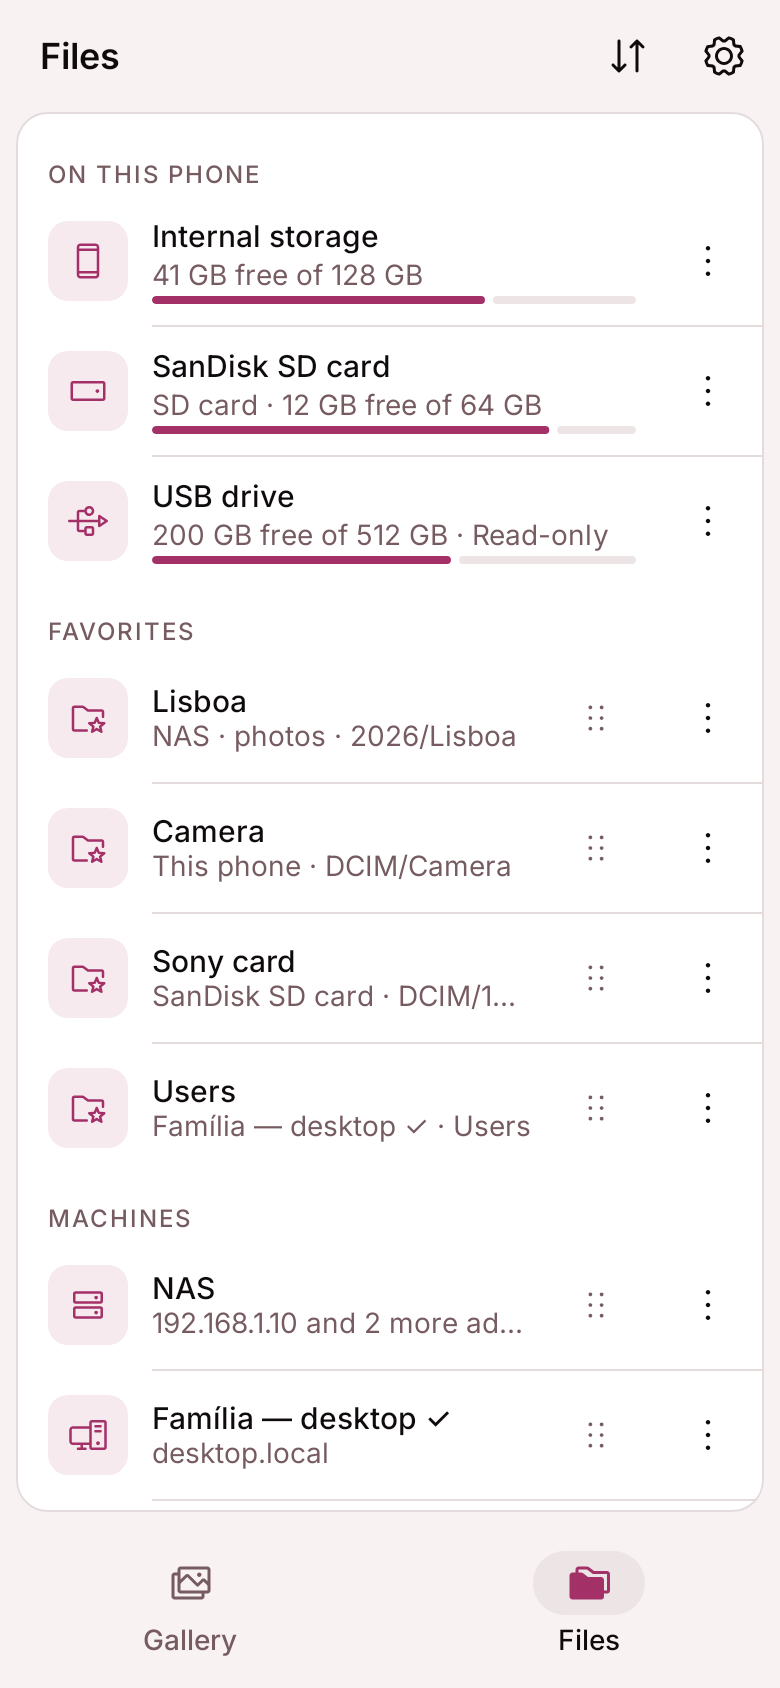 Files
ON THIS PHONE
Internal storage
41 GB free of 128 GB
SanDisk SD card
SD card · 12 GB free of 64 GB
USB drive
200 GB free of 512 GB · Read-only
FAVORITES
Lisboa
NAS · photos · 2026/Lisboa
Camera
This phone · DCIM/Camera
Sony card
SanDisk SD card · DCIM/1…
Users
Família — desktop ✓ · Users
MACHINES
NAS
192.168.1.10 and 2 more ad…
Família — desktop ✓
desktop.local
Gallery
Files